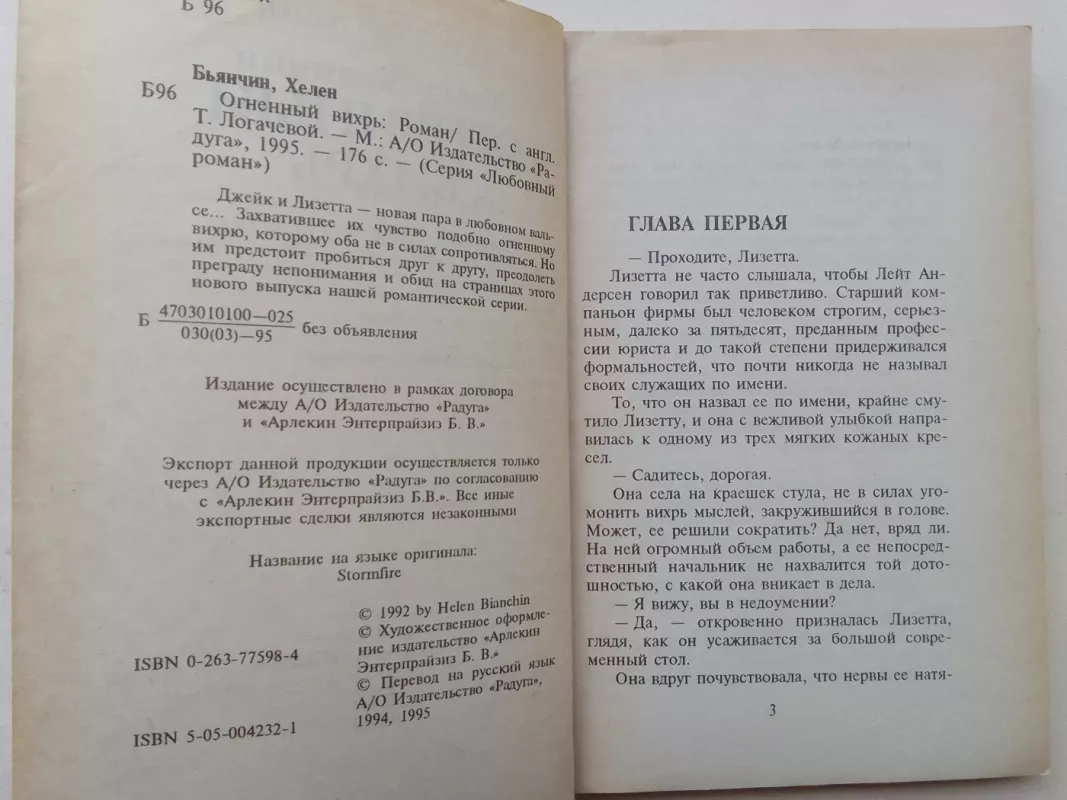 Б 96
Бьянчин, Хелен
Б96
Огненный вихрь: Роман/ Пер. с англ.
Т. Логачевой. — М.: А/О Издательство «Ра-
дуга», 1995. — 176 с. — (Серия «Любовный
роман»)
Джейк и Лизетта — новая пара в любовном валь-
се... Захватившее их чувство подобно огненному
вихрю, которому оба не в силах сопротивляться. Но
им предстоит пробиться друг к другу, преодолеть
преграду непонимания и обид на страницах этого
нового выпуска нашей романтической серии.
Б 4703010100—025
030(03)—95 без объявления
Издание осуществлено в рамках договора
между А/О Издательство «Радуга»
и «Арлекин Энтерпрайзиз Б. В.»
Экспорт данной продукции осуществляется только
через А/О Издательство «Радуга» по согласованию
с «Арлекин Энтерпрайзиз Б.В.». Все иные
экспортные сделки являются незаконными
Название на языке оригинала:
Stormfire
© 1992 by Helen Bianchin
© Художественное оформле-
ние издательство «Арлекин
Энтерпрайзиз Б. В.»
ISBN 0-263-77598-4
© Перевод на русский язык
А/О Издательство «Радуга»,
1994, 1995
ISBN 5-05-004232-1
ГЛАВА ПЕРВАЯ
— Проходите, Лизетта.
Лизетта не часто слышала, чтобы Лейт Ан-
дерсен говорил так приветливо. Старший ком-
паньон фирмы был человеком строгим, серьез-
ным, далеко за пятьдесят, преданным профес-
сии юриста и до такой степени придерживался
формальностей, что почти никогда не называл
своих служащих по имени.
То, что он назвал ее по имени, крайне сму-
тило Лизетту, и она с вежливой улыбкой напра-
вилась к одному из трех мягких кожаных кре-
сел.
— Садитесь, дорогая.
Она села на краешек стула, не в силах уго-
монить вихрь мыслей, закружившийся в голове.
Может, ее решили сократить? Да нет, вряд ли.
На ней огромный объем работы, а ее непосред-
ственный начальник не нахвалится той дото-
шностью, с какой она вникает в дела.
— Я вижу, вы в недоумении?
— Да, — откровенно призналась Лизетта,
глядя, как он усаживается за большой совре-
менный стол.
Она вдруг почувствовала, что нервы ее натя-
3